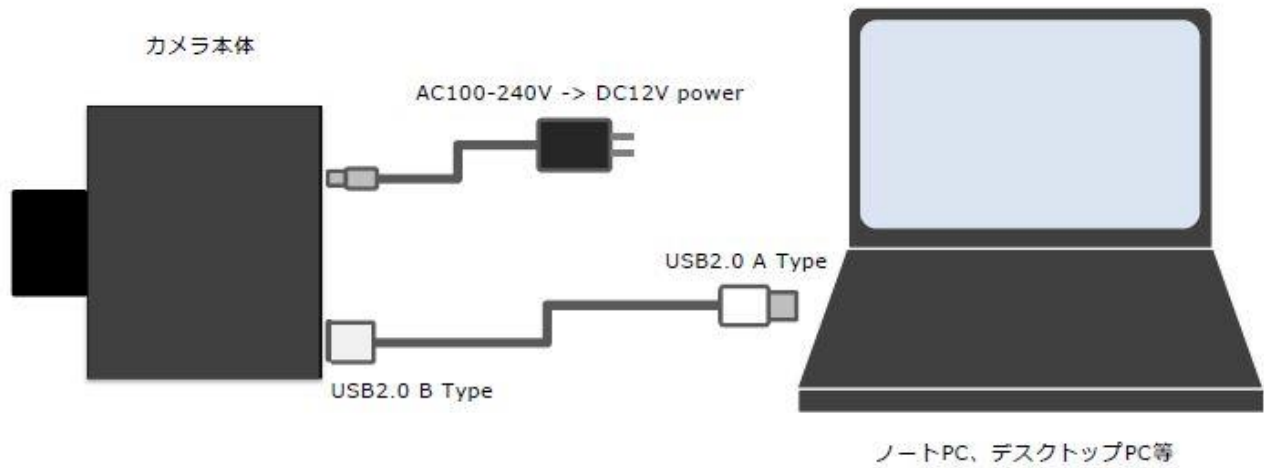 カメラ本体
AC100-240V -> DC12V power
USB2.0 A Type
USB2.0 B Type
ノートPC、デスクトップPC等